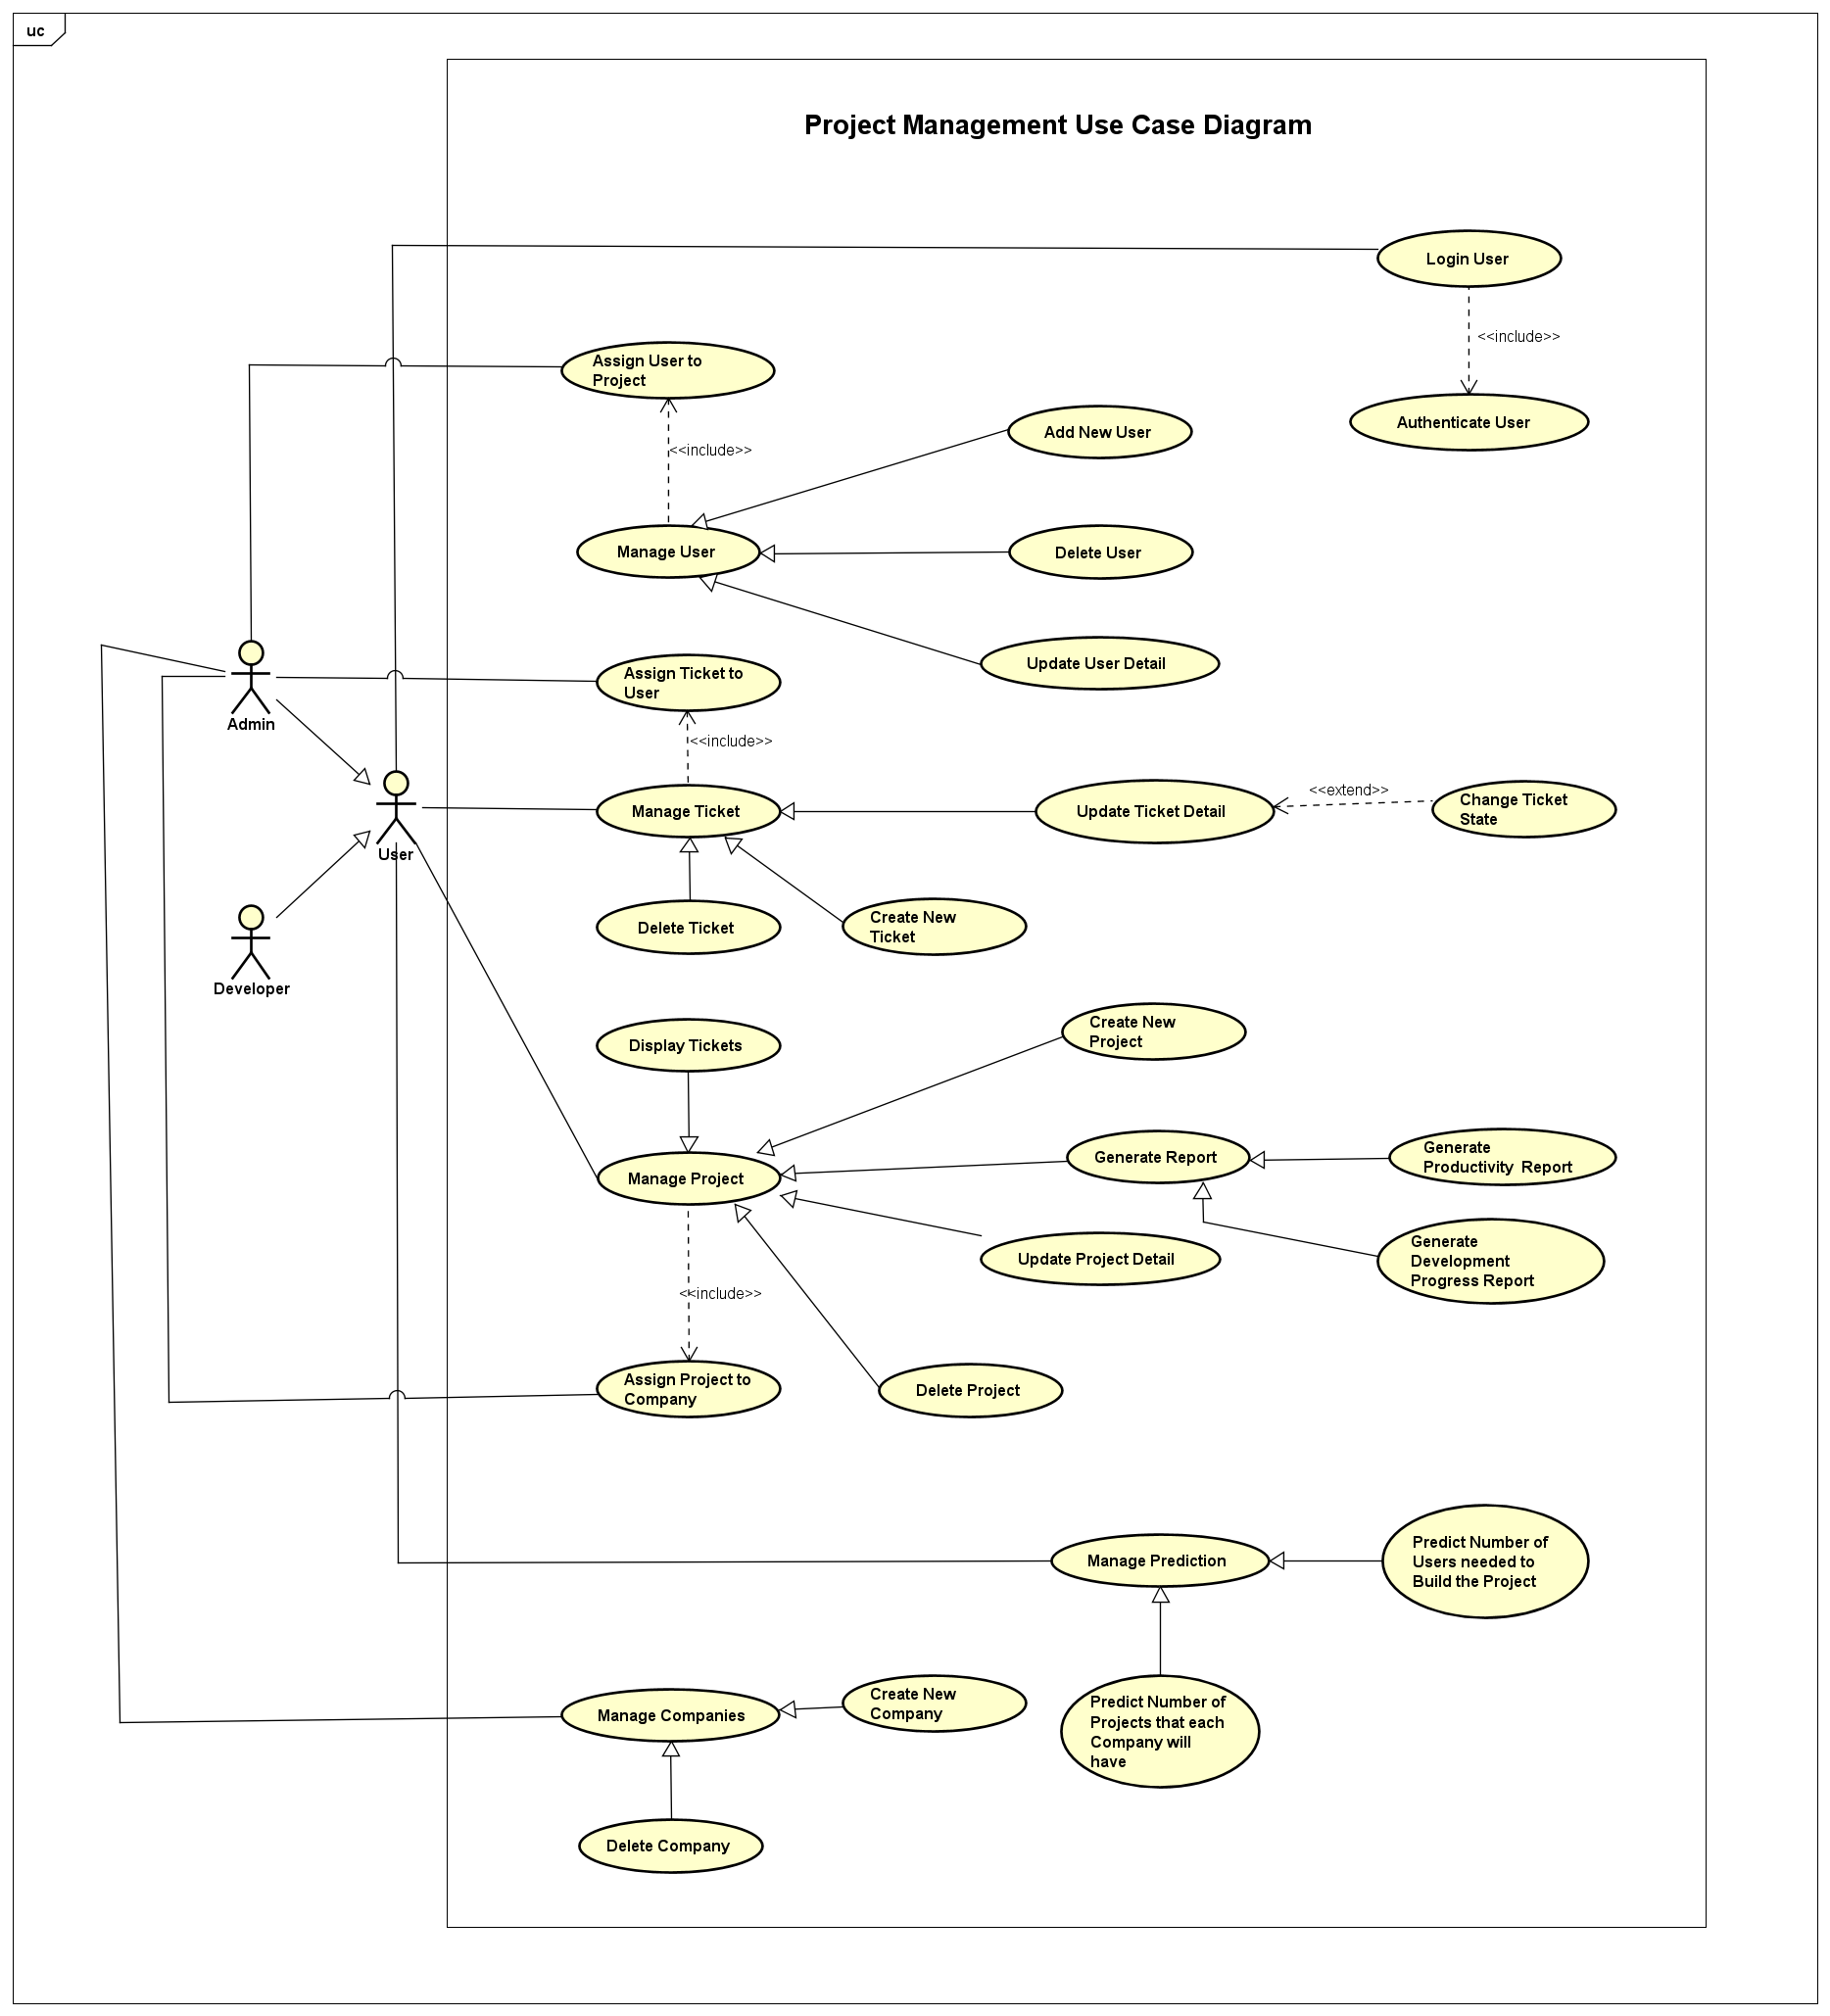 uc
Project Management Use Case Diagram
Login User
<<include>>
Authenticate User
Assign User to
Project
<<include>>
Add New User
Manage User
Delete User
Update User Detail
Admin
Assign Ticket to
User
<<include>>
User
Manage Ticket
Update Ticket Detail
<<extend>>
Change Ticket
State
Delete Ticket
Create New
Ticket
Developer
Display Tickets
Create New
Project
Manage Project
Generate Report
Generate
Productivity  Report
Update Project Detail
Generate
Development
Progress Report
<<include>>
Assign Project to
Company
Delete Project
Manage Prediction
Predict Number of
Users needed to
Build the Project
Manage Companies
Create New
Company
Predict Number of
Projects that each
Company will
have
Delete Company